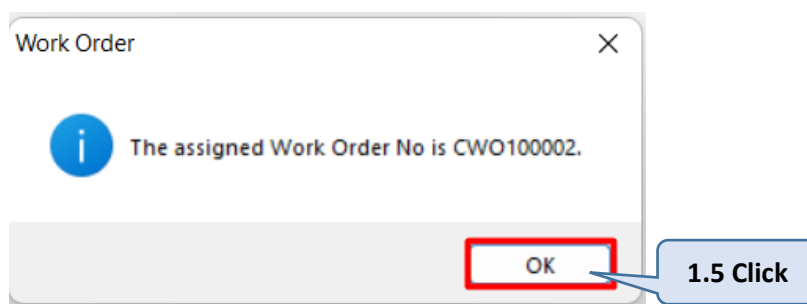 Work Order
The assigned Work Order No is CWO100002.
OK
1.5 Click